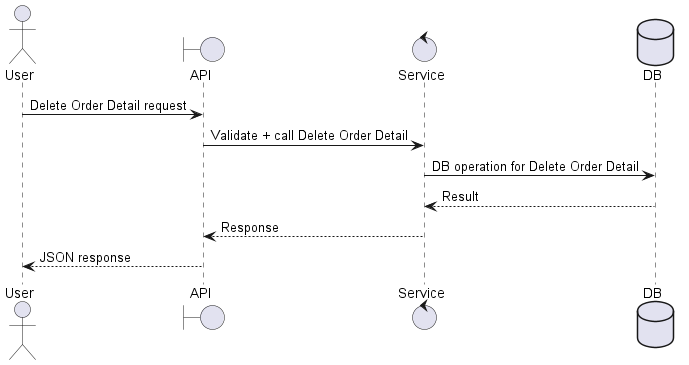 User
API
Service
DB
Delete Order Detail request
Validate + call Delete Order Detail
DB operation for Delete Order Detail
Result
Response
JSON response
User
API
Service
DB